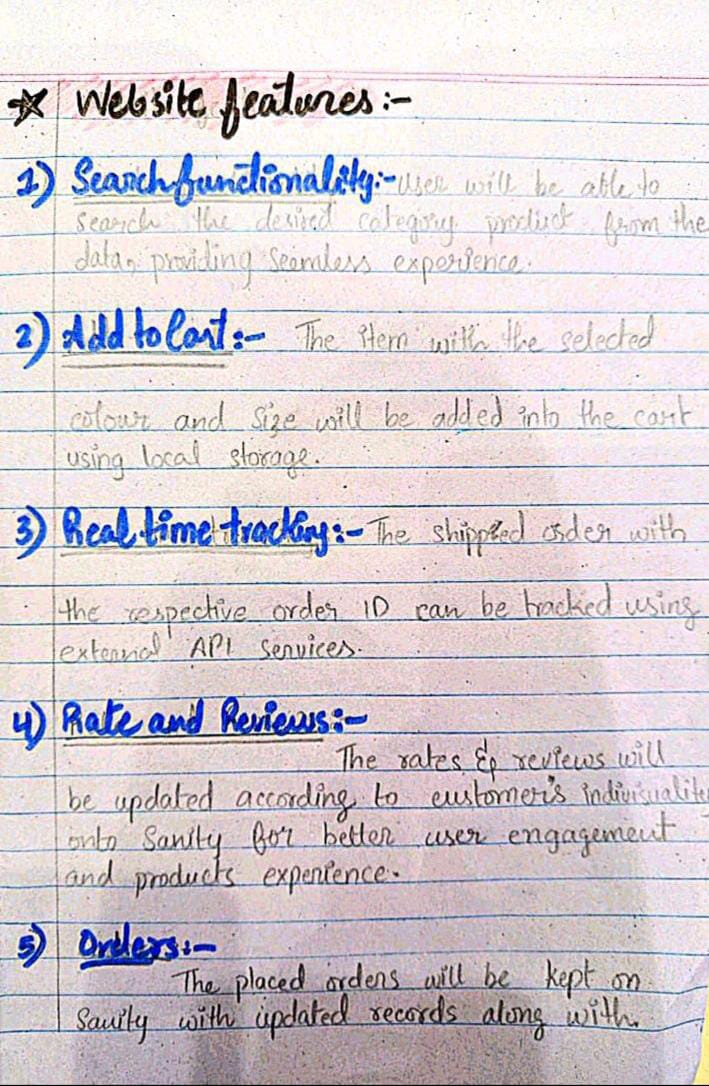 ☆ Website features :-
1) Search functionality:- user will be able to
search the desired category product from the
data, providing seemless experience.
2) Add to Cart :- The item with the selected
colour and size will be added into the cart
using local storage.
3) Real time tracking :- The shippied order with
the respective order ID can be tracked using
external API services.
4) Rate and Reviews :-
The rates & reviews will
be updated according to customer's indivisuality
onto Sanity for better user engagement
and products experience.
5) Orders :-
The placed orders will be kept on
Sanity with updated records along with.